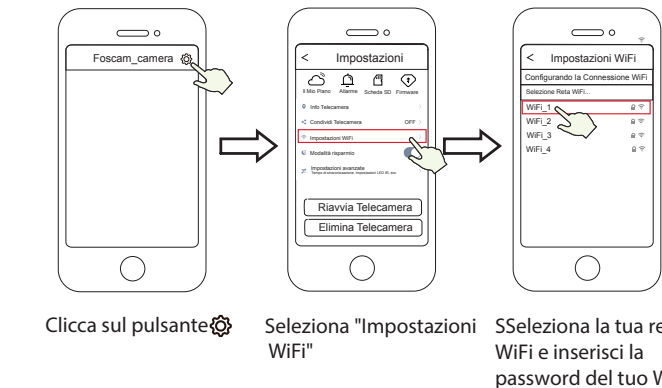 Foscam_camera
Impostazioni
Il Mio Piano Allarme Scheda SD Firmware
Info Telecamera
Condividi Telecamera OFF
Impostazioni WiFi
Modalità risparmio
Impostazioni avanzate
Riavvia Telecamera
Elimina Telecamera
Impostazioni WiFi
Configurando la Connessione WiFi
Selezione Reta WiFi...
WiFi_1
WiFi_2
WiFi_3
WiFi_4
Clicca sul pulsante
Seleziona "Impostazioni
WiFi"
SSeleziona la tua re
WiFi e inserisci la
password del tuo W